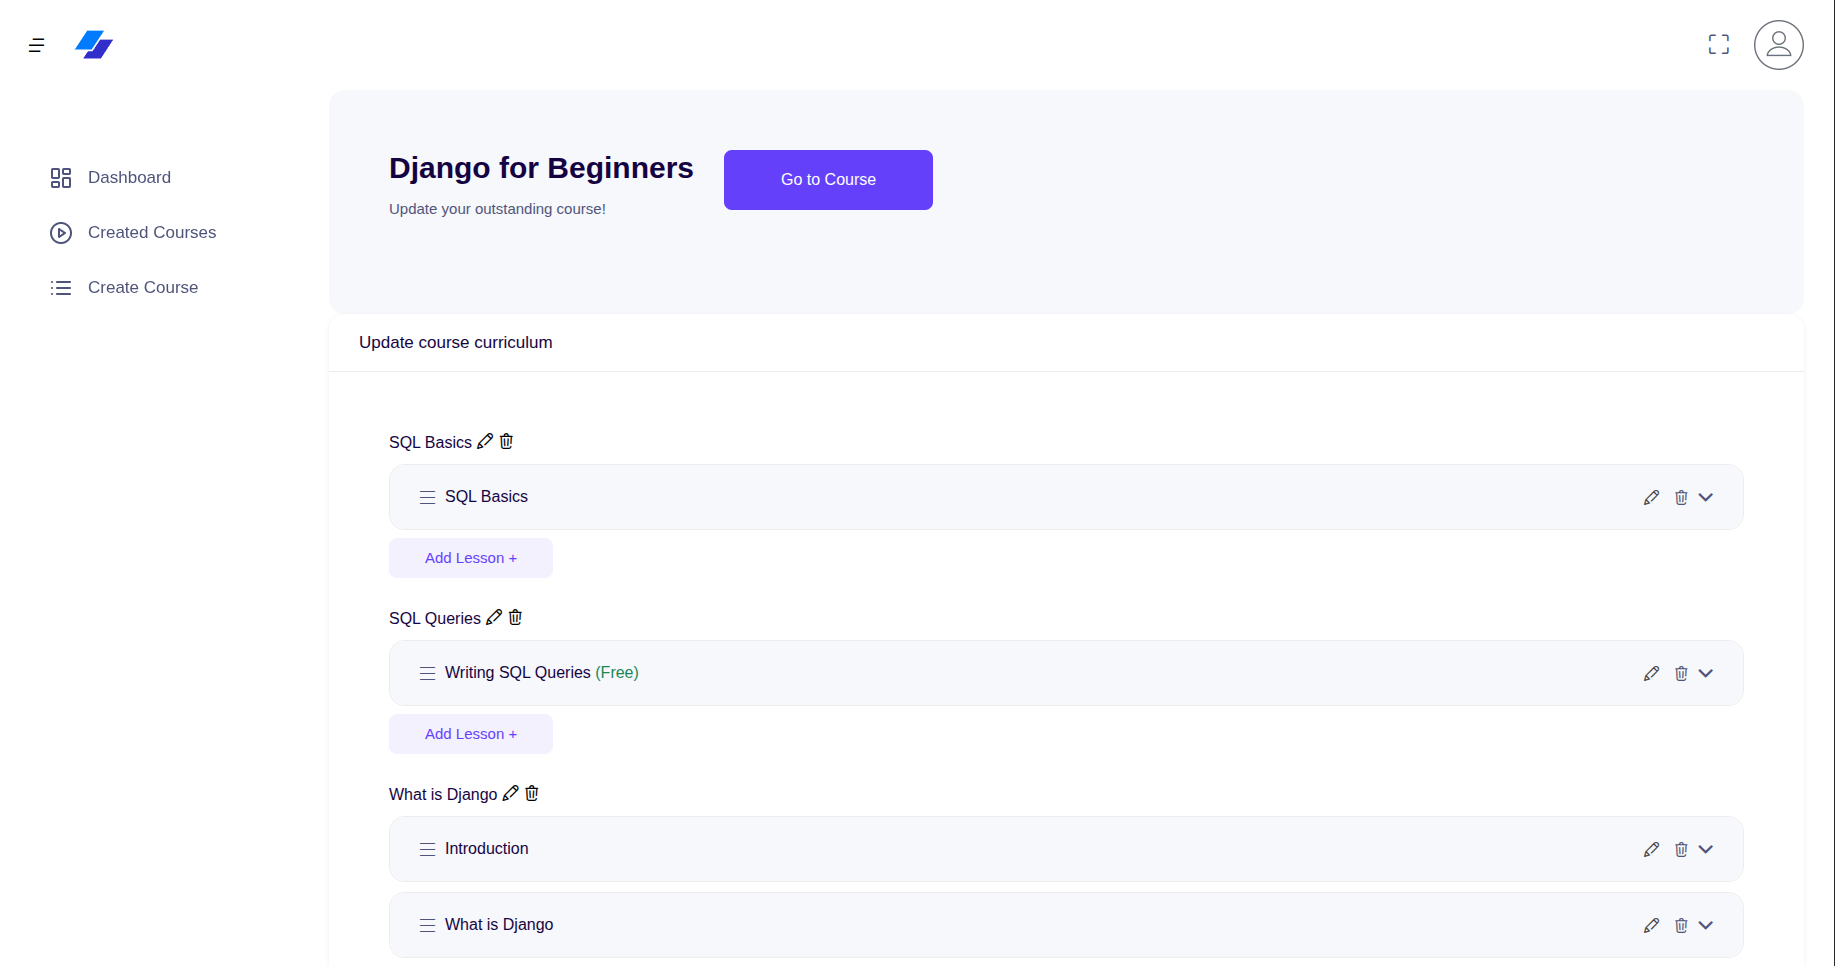 Dashboard
Created Courses
Create Course
Django for Beginners
Update your outstanding course!
Go to Course
Update course curriculum
SQL Basics
SQL Basics
Add Lesson +
SQL Queries
Writing SQL Queries (Free)
Add Lesson +
What is Django
Introduction
What is Django